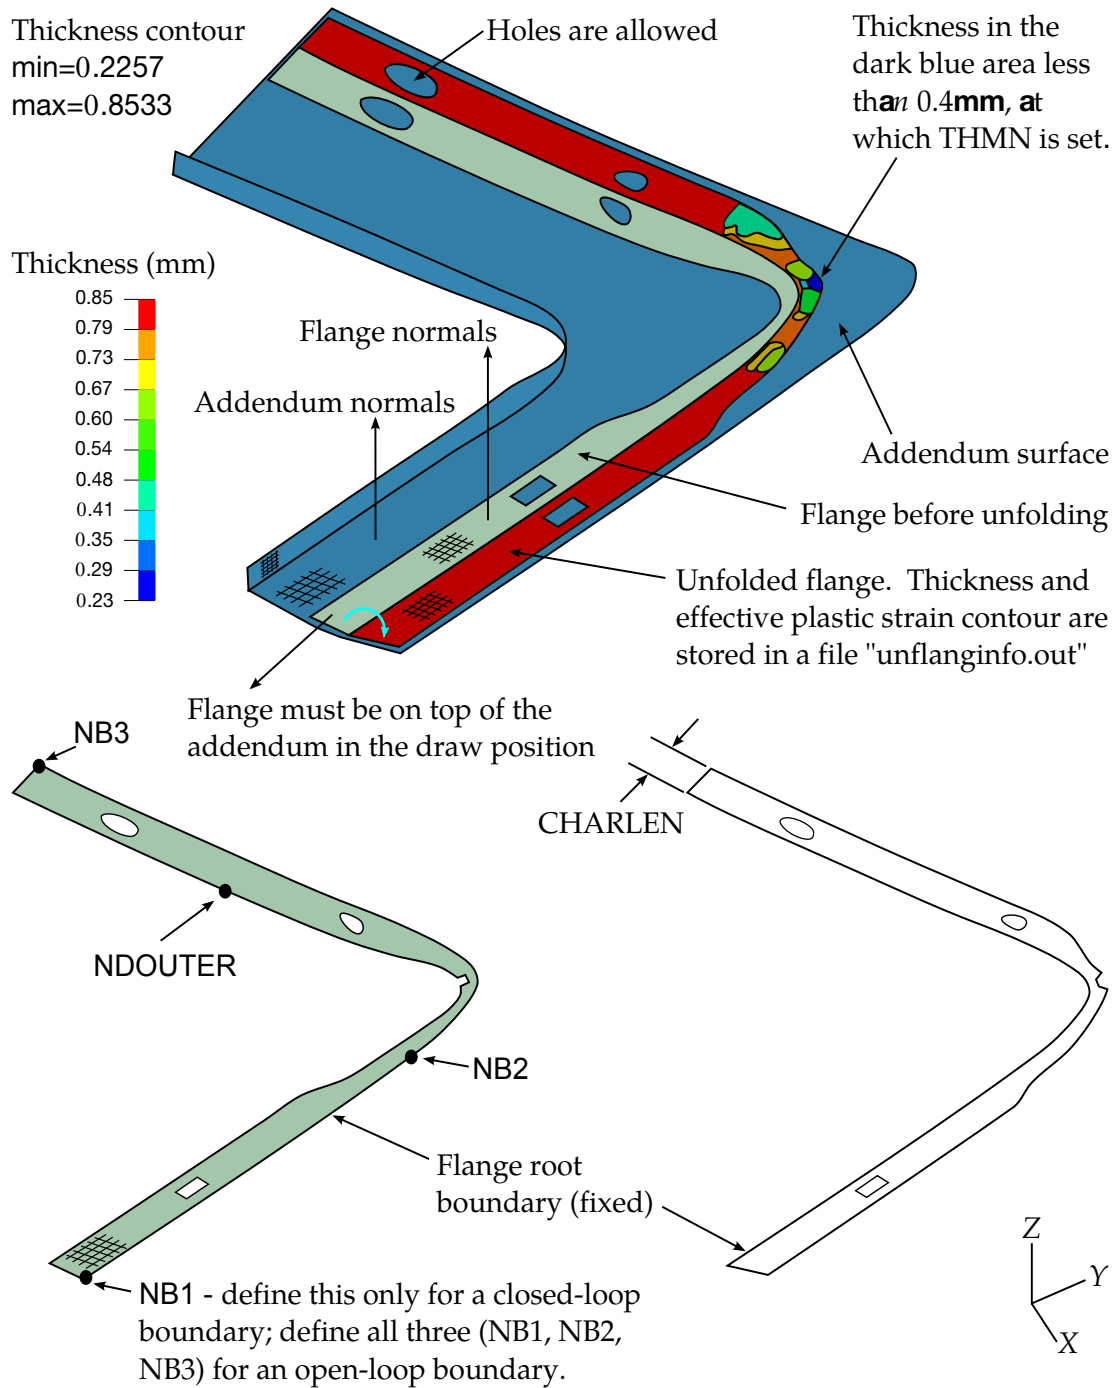 Thickness contour
min=0.2257
max=0.8533
Holes are allowed
Thickness in the
dark blue area less
than 0.4mm, at
which THMN is set.
Thickness (mm)
0.85
0.79
0.73
0.67
0.60
0.54
0.48
0.41
0.35
0.29
0.23
Flange normals
Addendum normals
Addendum surface
Flange before unfolding
Unfolded flange. Thickness and
effective plastic strain contour are
stored in a file "unflanginfo.out"
Flange must be on top of the
addendum in the draw position
NB3
CHARLEN
NDOUTER
NB2
Flange root
boundary (fixed)
NB1 - define this only for a closed-loop
boundary; define all three (NB1, NB2,
NB3) for an open-loop boundary.
Z
Y
X